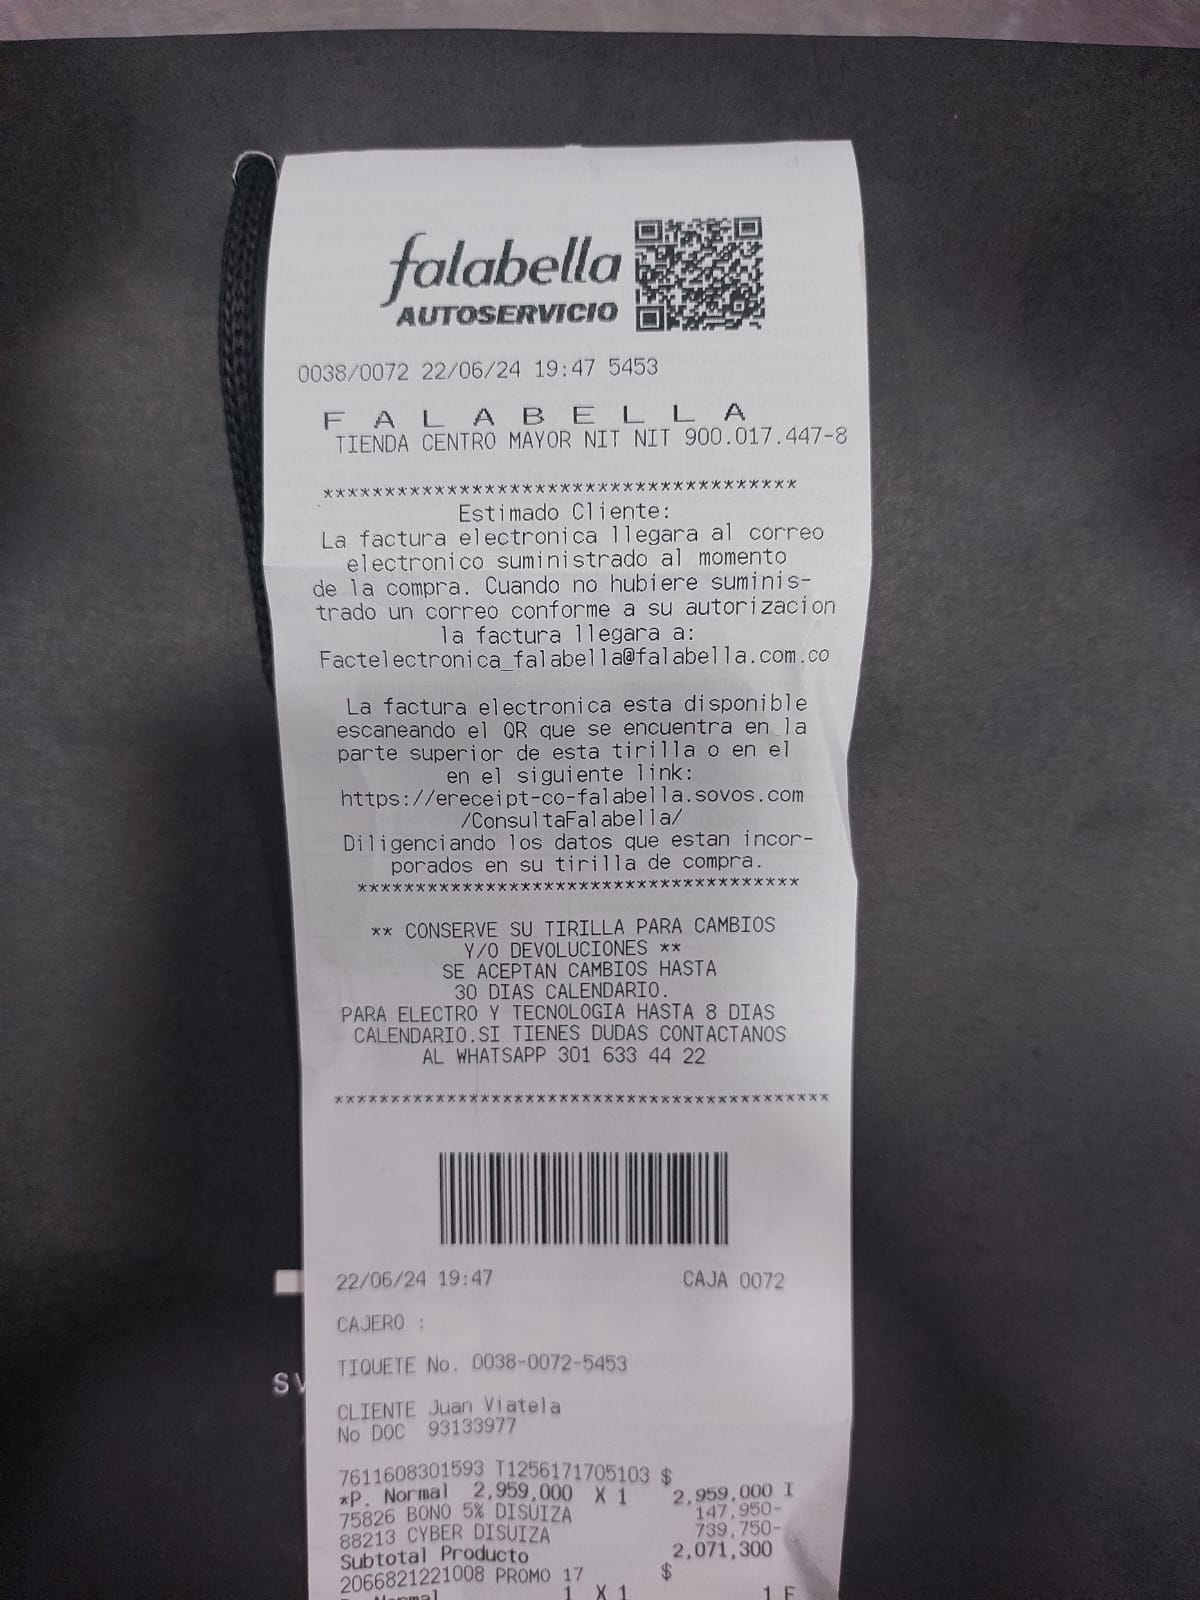 falabella
AUTOSERVICIO
0038/0072 22/06/24 19:47 5453
F A L A B E L L A
TIENDA CENTRO MAYOR NIT NIT 900.017.447-8
***************************************
Estimado Cliente:
La factura electronica llegara al correo
electronico suministrado al momento
de la compra. Cuando no hubiere suminis-
trado un correo conforme a su autorizacion
la factura llegara a:
Factelectronica_falabella@falabella.com.co
La factura electronica esta disponible
escaneando el QR que se encuentra en la
parte superior de esta tirilla o en el
en el siguiente link:
https://ereceipt-co-falabella.sovos.com
/ConsultaFalabella/
Diligenciando los datos que estan incor-
porados en su tirilla de compra.
***************************************
** CONSERVE SU TIRILLA PARA CAMBIOS
Y/O DEVOLUCIONES **
SE ACEPTAN CAMBIOS HASTA
30 DIAS CALENDARIO.
PARA ELECTRO Y TECNOLOGIA HASTA 8 DIAS
CALENDARIO.SI TIENES DUDAS CONTACTANOS
AL WHATSAPP 301 633 44 22
********************************************
22/06/24 19:47 CAJA 0072
CAJERO :
TIQUETE No. 0038-0072-5453
CLIENTE Juan Viatela
No DOC 93133977
7611608301593 T1256171705103 $
*P. Normal 2,959,000 X 1 2,959,000 I
75826 BONO 5% DISUIZA 147,950-
88213 CYBER DISUIZA 739,750-
Subtotal Producto 2,071,300
2066821221008 PROMO 17 $
Normal 1 X 1 1 E